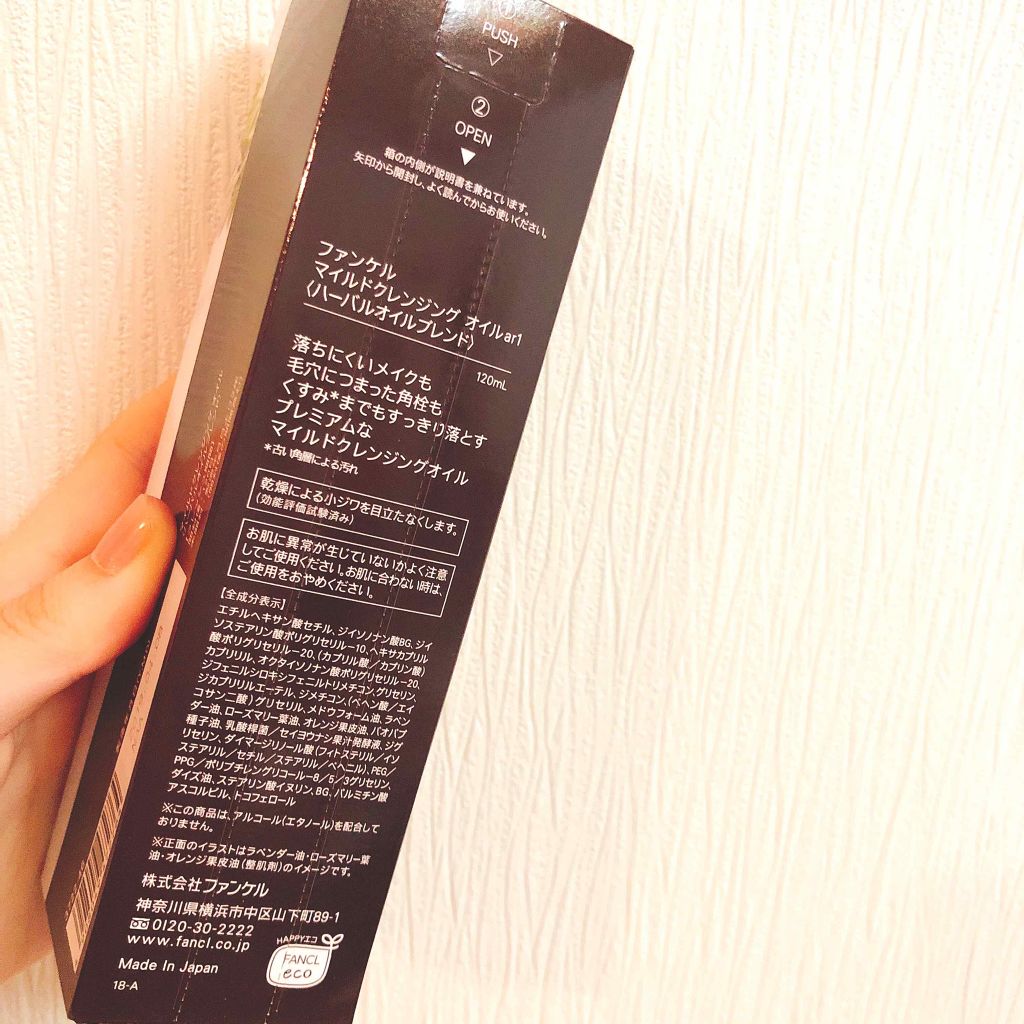 ①
PUSH
②
OPEN
箱の内側が説明書を兼ねています。
矢印から開封し、よく読んでからお使いください。
ファンケル
マイルドクレンジング オイルar1
〈ハーバルオイルブレンド〉
120mL
落ちにくいメイクも
毛穴につまった角栓も
くすみ*までもすっきり落とす
プレミアムな
マイルドクレンジングオイル
*古い角層による汚れ
乾燥による小ジワを目立たなくします。
(効能評価試験済み)
お肌に異常が生じていないかよく注意
してご使用ください。お肌に合わない時は、
ご使用をおやめください。
【全成分表示】
エチルヘキサン酸セチル、ジイソノナン酸BG、ジイ
ソステアリン酸ポリグリセリル-10、ヘキサカプリル
酸ポリグリセリル-20、(カプリル酸/カプリン酸)
カプリリル、オクタイソノナン酸ポリグリセリル-20、
ジフェニルシロキシフェニルトリメチコン、グリセリン、
ジカプリリルエーテル、ジメチコン、(ベヘン酸/エイ
コサン二酸)グリセリル、メドウフォーム油、ラベン
ダー油、ローズマリー葉油、オレンジ果皮油、バオバブ
種子油、乳酸桿菌/セイヨウナシ果汁発酵液、ジグ
リセリン、ダイマージリノール酸(フィトステリル/イソ
ステアリル/セチル/ステアリル/ベヘニル)、PEG/
PPG/ポリブチレングリコール-8/5/3グリセリン、
ダイズ油、ステアリン酸イヌリン、BG、パルミチン酸
アスコルビル、トコフェロール
※この商品は、アルコール(エタノール)を配合して
おりません。
※正面のイラストはラベンダー油・ローズマリー葉
油・オレンジ果皮油(整肌剤)のイメージです。
株式会社ファンケル
神奈川県横浜市中区山下町89-1
0120-30-2222
www.fancl.co.jp
HAPPYエコ
FANCL
eco
Made In Japan
18-A